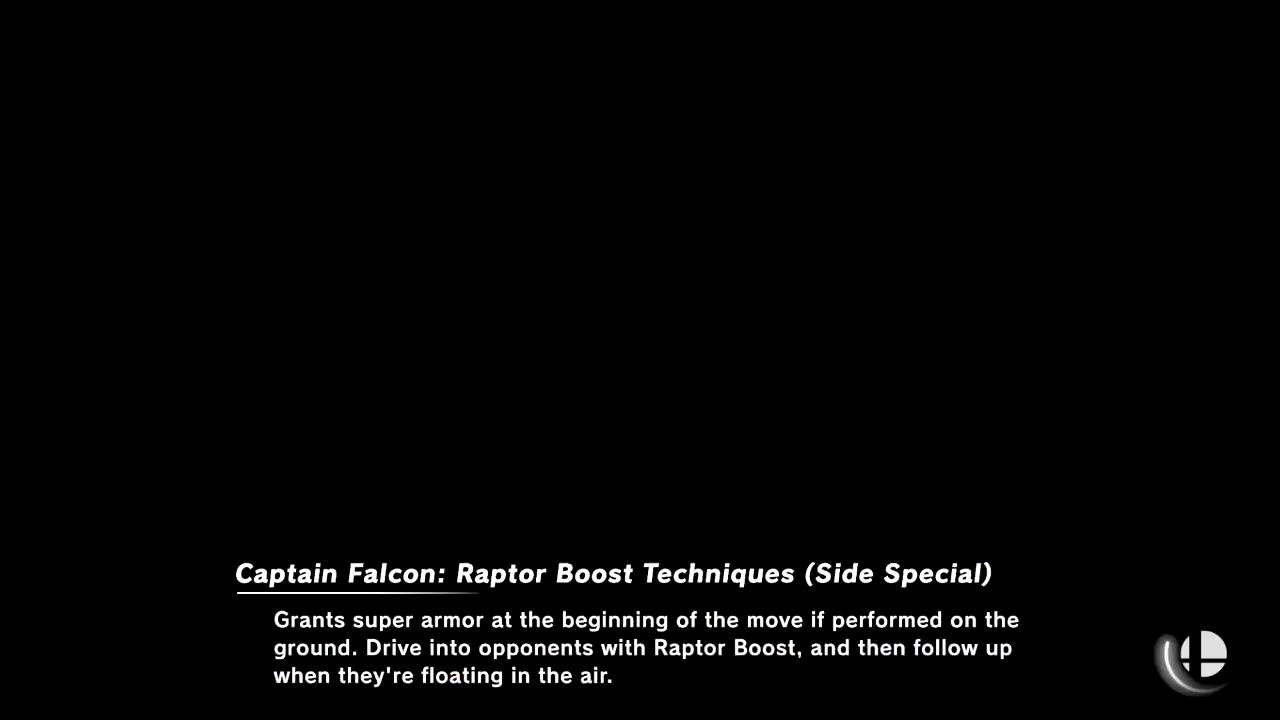 Captain Falcon: Raptor Boost Techniques (Side Special)
Grants super armor at the beginning of the move if performed on the
ground. Drive into opponents with Raptor Boost, and then follow up
when they're floating in the air.